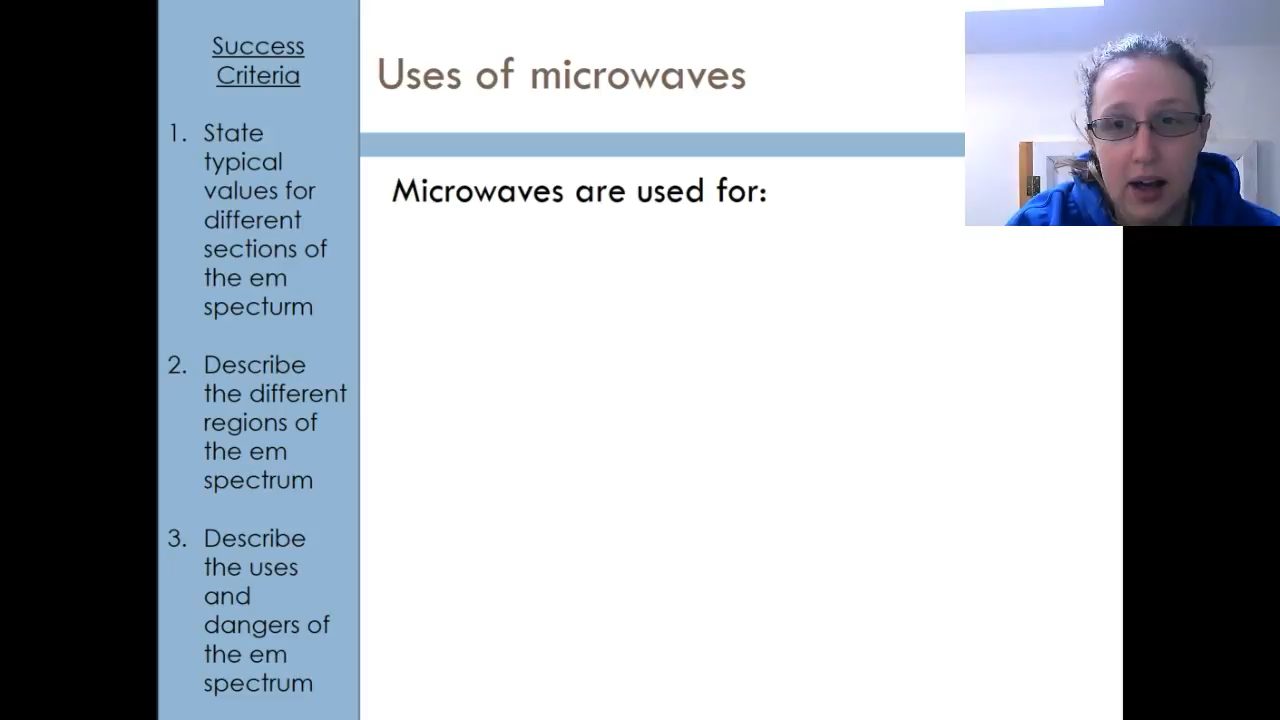 Success
Criteria
1. State
typical
values for
different
sections of
the em
specturm
2. Describe
the different
regions of
the em
spectrum
3. Describe
the uses
and
dangers of
the em
spectrum
Uses of microwaves
Microwaves are used for: